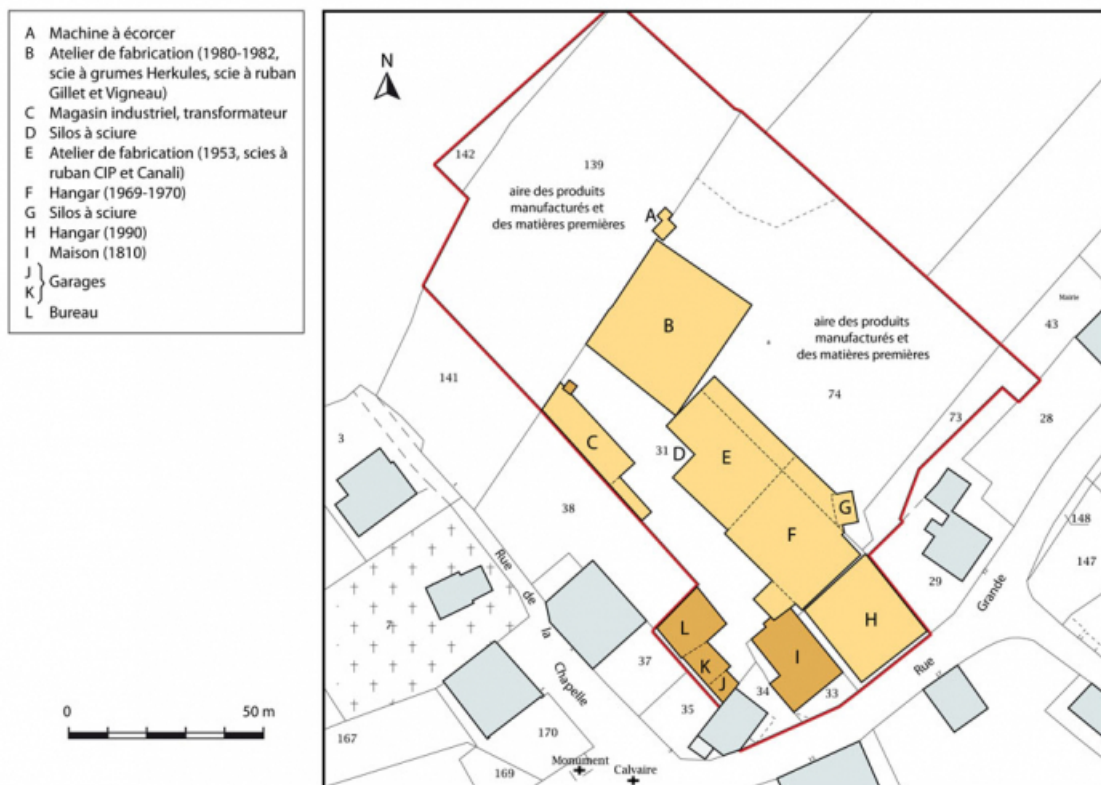 A Machine à écorcer
B Atelier de fabrication (1980-1982,
scie à grumes Herkules, scie à ruban
Gillet et Vigneau)
C Magasin industriel, transformateur
D Silos à sciure
E Atelier de fabrication (1953, scies à
ruban CIP et Canali)
F Hangar (1969-1970)
G Silos à sciure
H Hangar (1990)
I Maison (1810)
J
K } Garages
L Bureau
N
142
139
aire des produits
manufacturés et
des matières premières
A
Mairie
43
B
aire des produits
manufacturés et
des matières premières
141
74
73
28
3
C
31
D
E
G
38
F
148
147
29
Rue de la Chapelle
Grande Rue
7
H
L
37
K
I
J
34
33
35
0 50 m
167
170
169
Monument
Calvaire